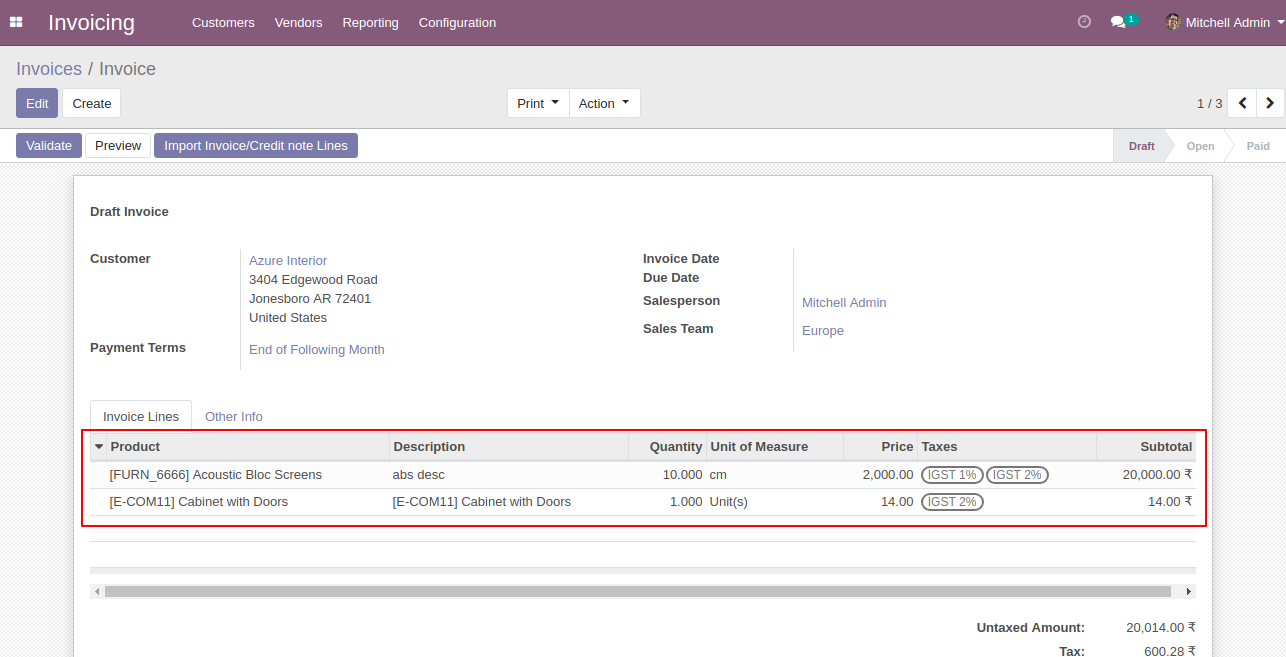 Invoicing Customers Vendors Reporting Configuration 1 Mitchell Admin
Invoices / Invoice
Edit Create Print Action 1 / 3
Validate Preview Import Invoice/Credit note Lines Draft Open Paid
Draft Invoice
Customer Azure Interior Invoice Date
3404 Edgewood Road Due Date
Jonesboro AR 72401 Salesperson Mitchell Admin
United States Sales Team Europe
Payment Terms End of Following Month
Invoice Lines Other Info
Product Description Quantity Unit of Measure Price Taxes Subtotal
[FURN_6666] Acoustic Bloc Screens abs desc 10.000 cm 2,000.00 IGST 1% IGST 2% 20,000.00 ₹
[E-COM11] Cabinet with Doors [E-COM11] Cabinet with Doors 1.000 Unit(s) 14.00 IGST 2% 14.00 ₹
Untaxed Amount: 20,014.00 ₹
Tax: 600.28 ₹